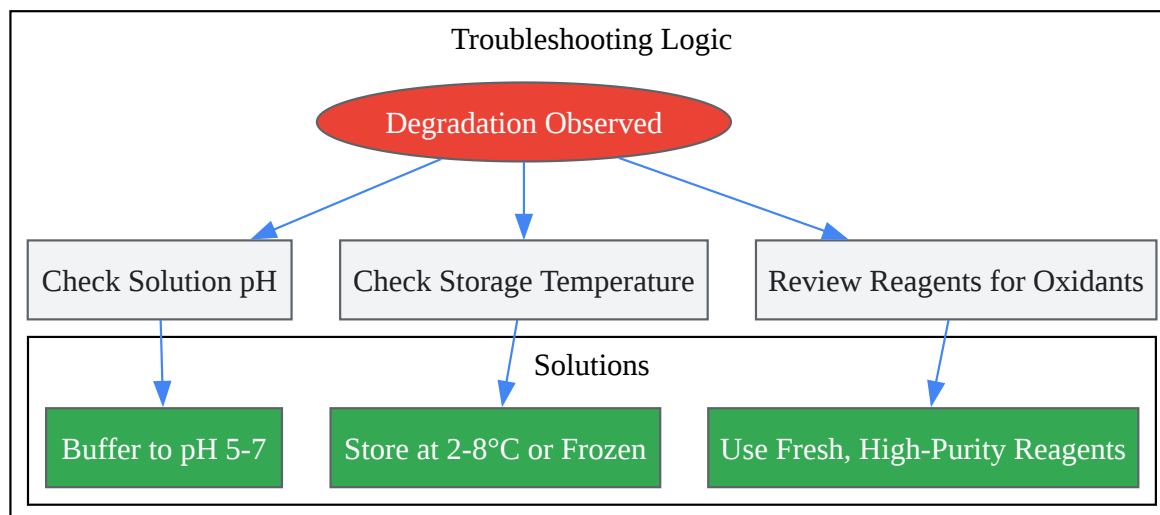 Troubleshooting Logic
Degradation Observed
Check Solution pH
Check Storage Temperature
Review Reagents for Oxidants
Solutions
Buffer to pH 5-7
Store at 2-8°C or Frozen
Use Fresh, High-Purity Reagents